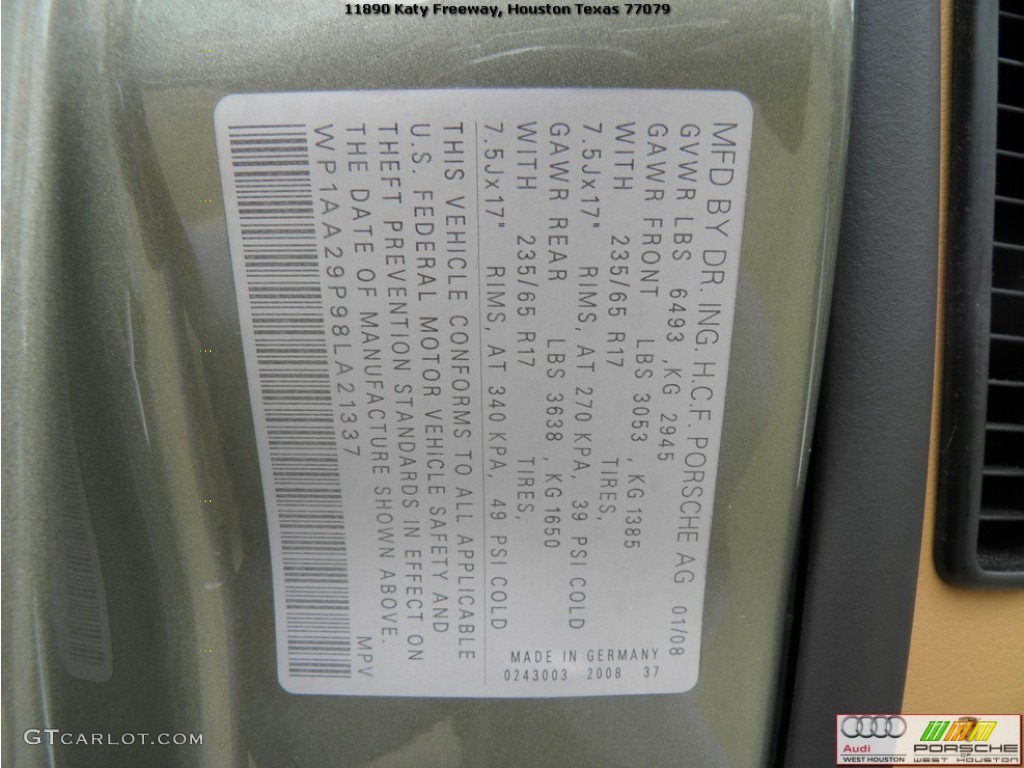 11890 Katy Freeway, Houston Texas 77079
MFD BY DR. ING. H.C.F. PORSCHE AG 01/08
GVWR LBS 6493 ,KG 2945
GAWR FRONT LBS 3053 , KG 1385
WITH 235/65 R17 TIRES,
7.5Jx17" RIMS, AT 270 KPA, 39 PSI COLD
GAWR REAR LBS 3638 , KG 1650
WITH 235/65 R17 TIRES,
7.5Jx17" RIMS, AT 340 KPA, 49 PSI COLD
MADE IN GERMANY
0243003 2008 37
THIS VEHICLE CONFORMS TO ALL APPLICABLE
U.S. FEDERAL MOTOR VEHICLE SAFETY AND
THEFT PREVENTION STANDARDS IN EFFECT ON
THE DATE OF MANUFACTURE SHOWN ABOVE.
WP1AA29P98LA21337 MPV
GTcarlot.com
Audi
WEST HOUSTON
PORSCHE
OF
WEST HOUSTON